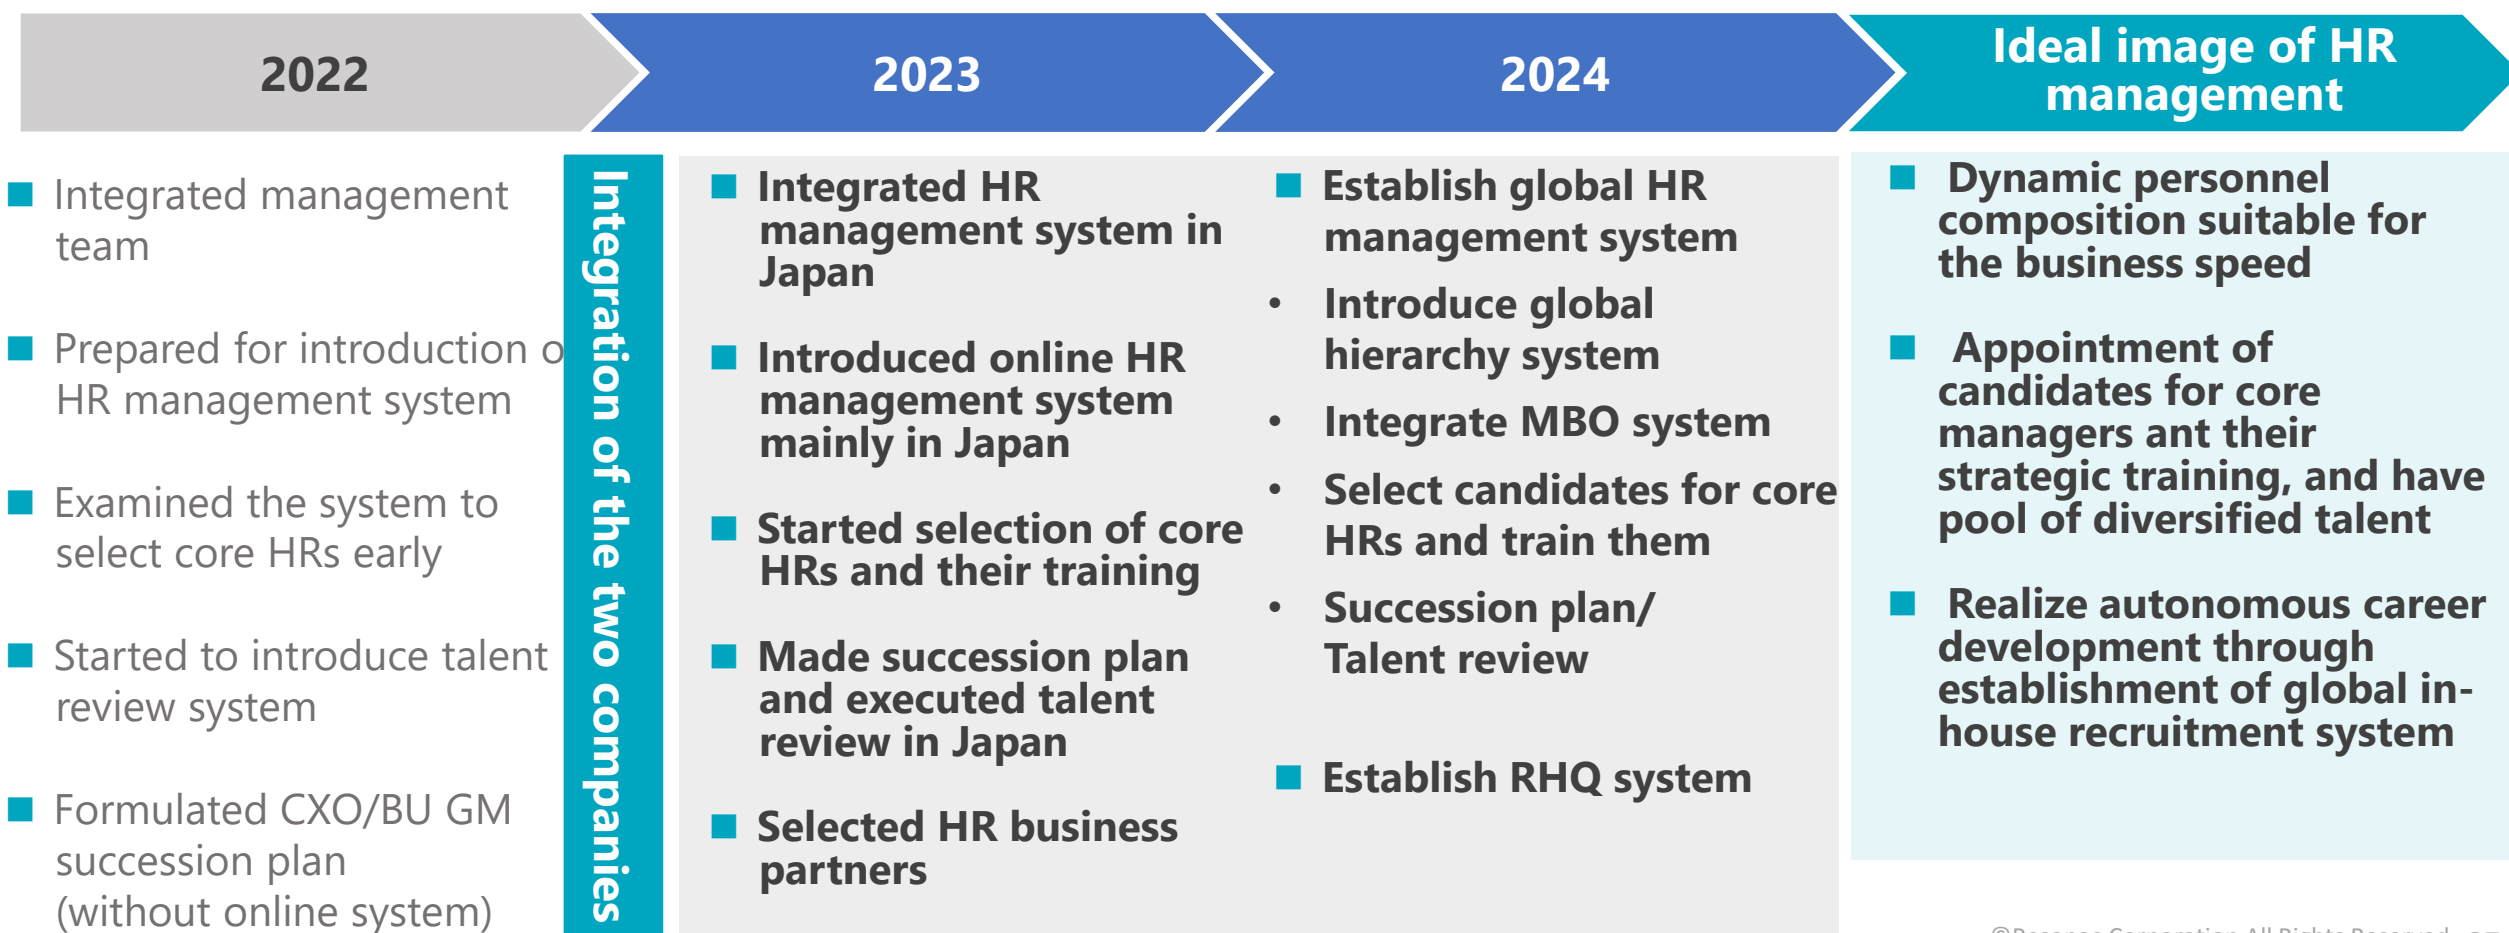 2022
2023
2024
Ideal image of HR
management
Integrated management
team
Prepared for introduction o
HR management system
Examined the system to
select core HRs early
Started to introduce talent
review system
Formulated CXO/BU GM
succession plan
(without online system)
Integration of the two companies
Integrated HR
management system in
Japan
Introduced online HR
management system
mainly in Japan
Started selection of core
HRs and their training
Made succession plan
and executed talent
review in Japan
Selected HR business
partners
Establish global HR
management system
• Introduce global
hierarchy system
• Integrate MBO system
• Select candidates for core
HRs and train them
• Succession plan/
Talent review
Establish RHQ system
Dynamic personnel
composition suitable for
the business speed
Appointment of
candidates for core
managers ant their
strategic training, and have
pool of diversified talent
Realize autonomous career
development through
establishment of global in-
house recruitment system
Corporation All Rights Reserved